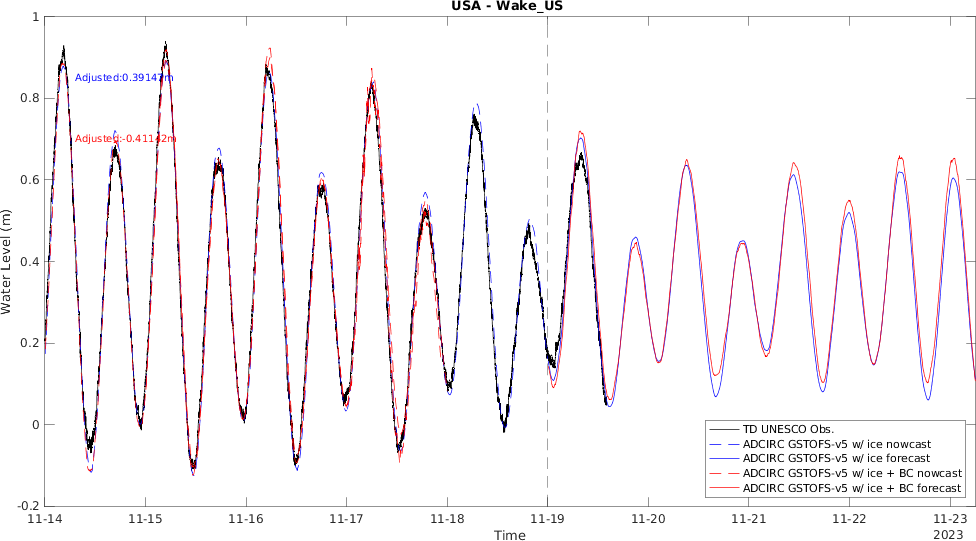 USA - Wake_US
1
0.8
0.6
0.4
0.2
0
-0.2
Water Level (m)
Adjusted:0.39147m
Adjusted:-0.41142m
TD UNESCO Obs.
ADCIRC GSTOFS-v5 w/ ice nowcast
ADCIRC GSTOFS-v5 w/ ice forecast
ADCIRC GSTOFS-v5 w/ ice + BC nowcast
ADCIRC GSTOFS-v5 w/ ice + BC forecast
11-14 11-15 11-16 11-17 11-18 11-19 11-20 11-21 11-22 11-23
Time
2023